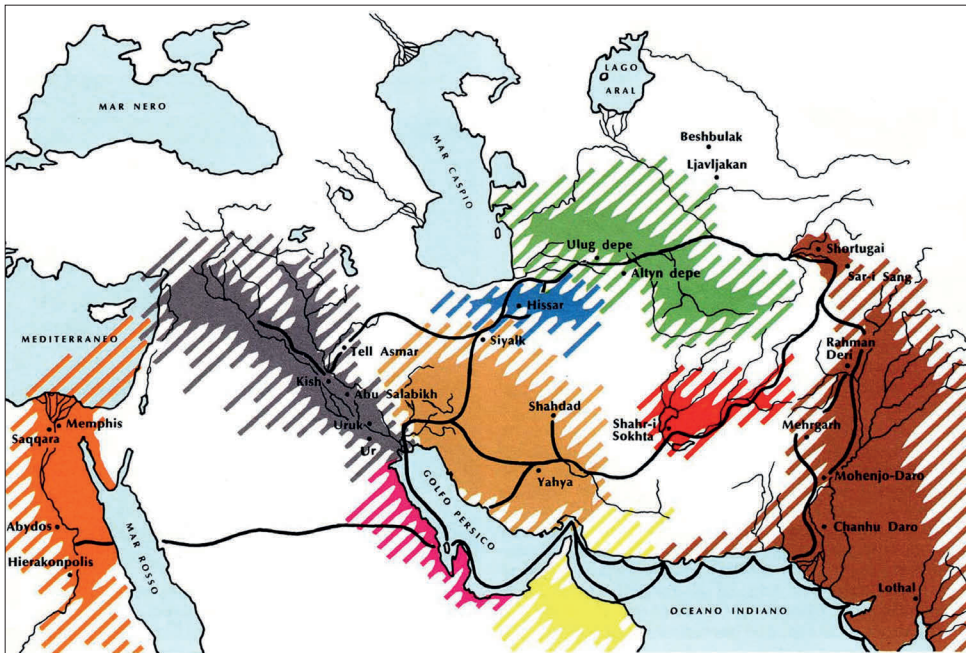 LAGO
ARAL
MAR NERO
MAR CASPIO
Beshbulak
Ljavljakan
Ulug depe
Shortugai
Altyn depe
Sar-i Sang
Hissar
MEDITERRANEO
Siyalk
Rahman
Deri
Tell Asmar
Kish
Abu Salabikh
Shahdad
Memphis
Saqqara
Uruk
Shahr-i
Sokhta
Mehrgarh
Ur
Yahya
Mohenjo-Daro
GOLFO PERSICO
Abydos
MAR ROSSO
Chanhu Daro
Hierakonpolis
Lothal
OCEANO INDIANO